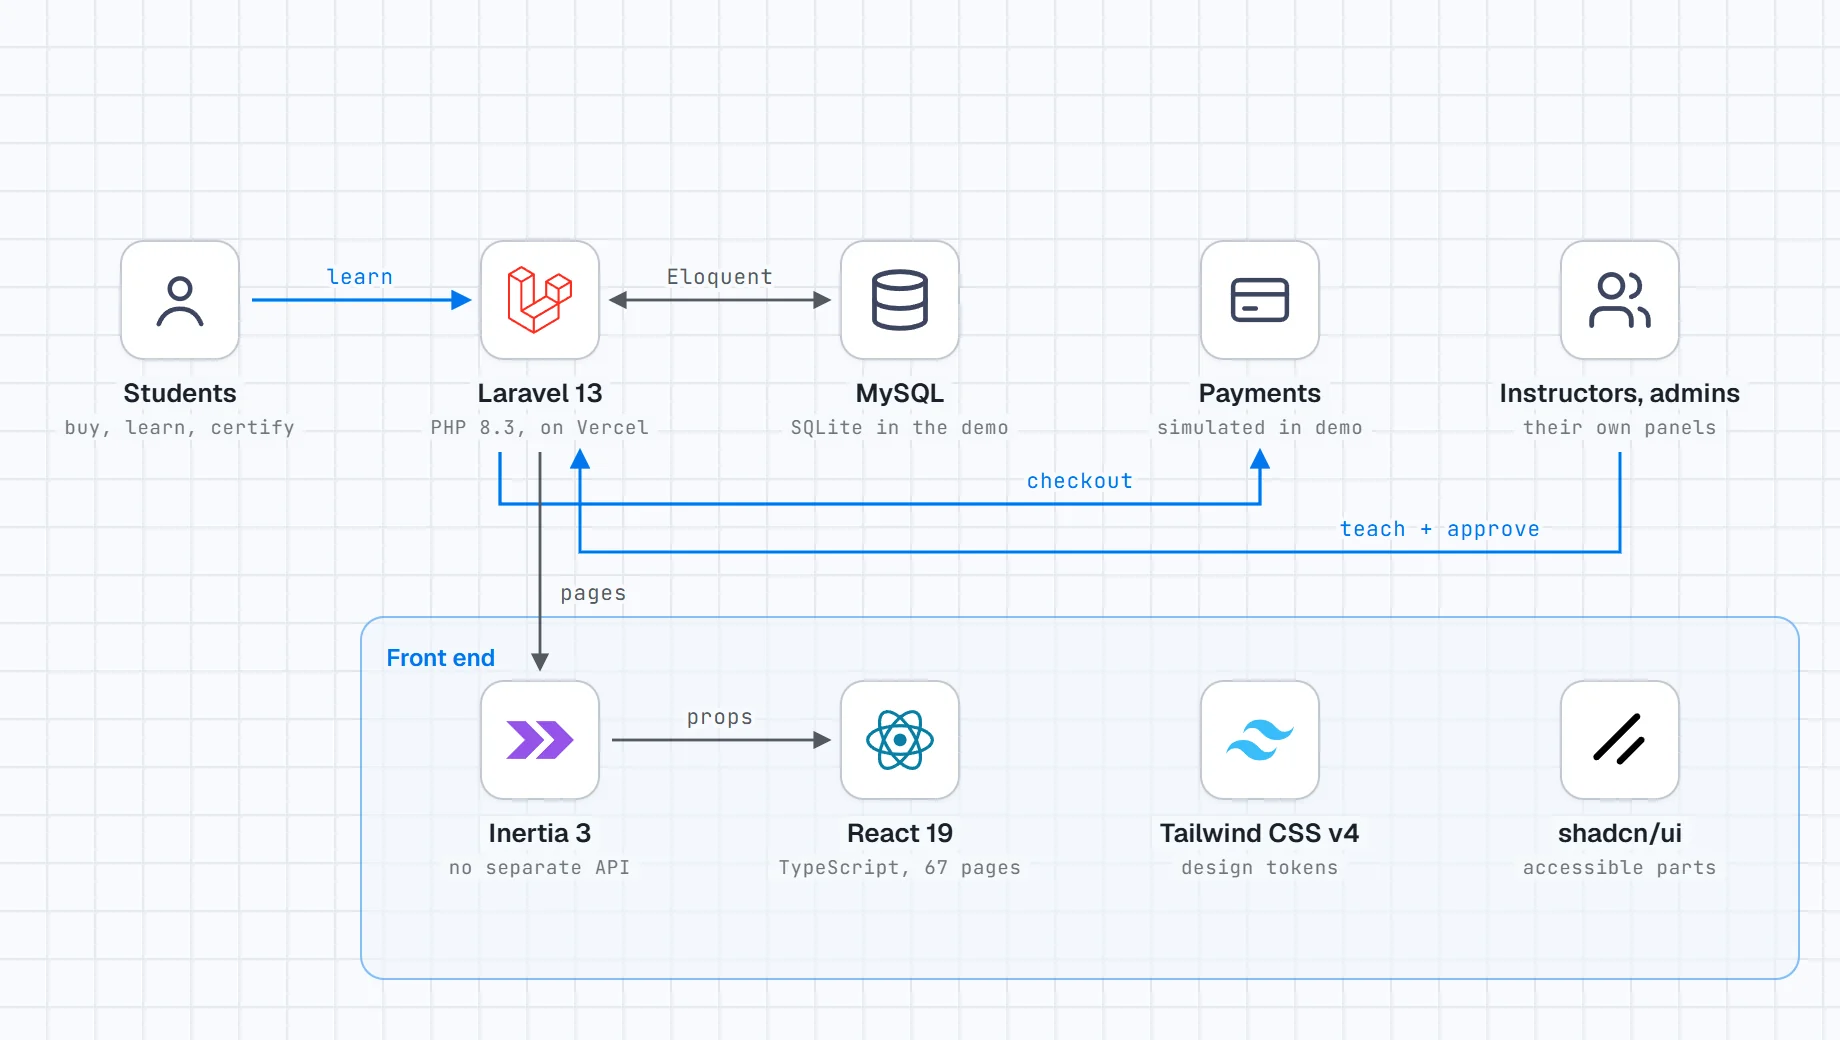 learn
Eloquent
Students
Laravel 13
MySQL
Payments
Instructors, admins
buy, learn, certify
PHP 8.3, on Vercel
SQLite in the demo
simulated in demo
their own panels
checkout
teach + approve
pages
Front end
props
Inertia 3
React 19
Tailwind CSS v4
shadcn/ui
no separate API
TypeScript, 67 pages
design tokens
accessible parts